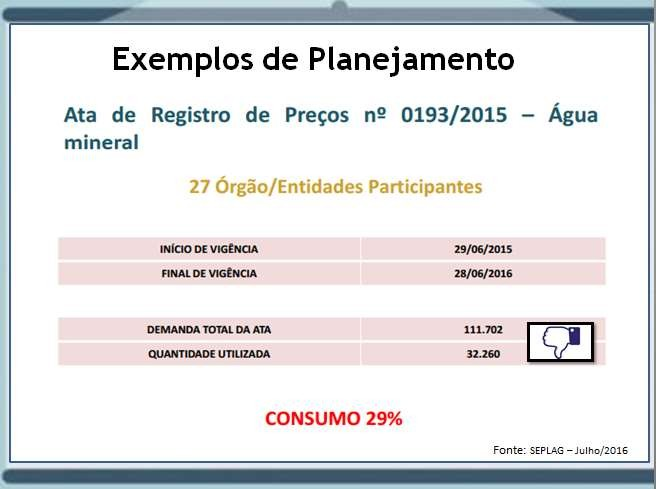 Exemplos de Planejamento
Ata de Registro de Preços nº 0193/2015 – Água
mineral
27 Órgão/Entidades Participantes
INÍCIO DE VIGÊNCIA 29/06/2015
FINAL DE VIGÊNCIA 28/06/2016
DEMANDA TOTAL DA ATA 111.702
QUANTIDADE UTILIZADA 32.260
CONSUMO 29%
Fonte: SEPLAG – Julho/2016